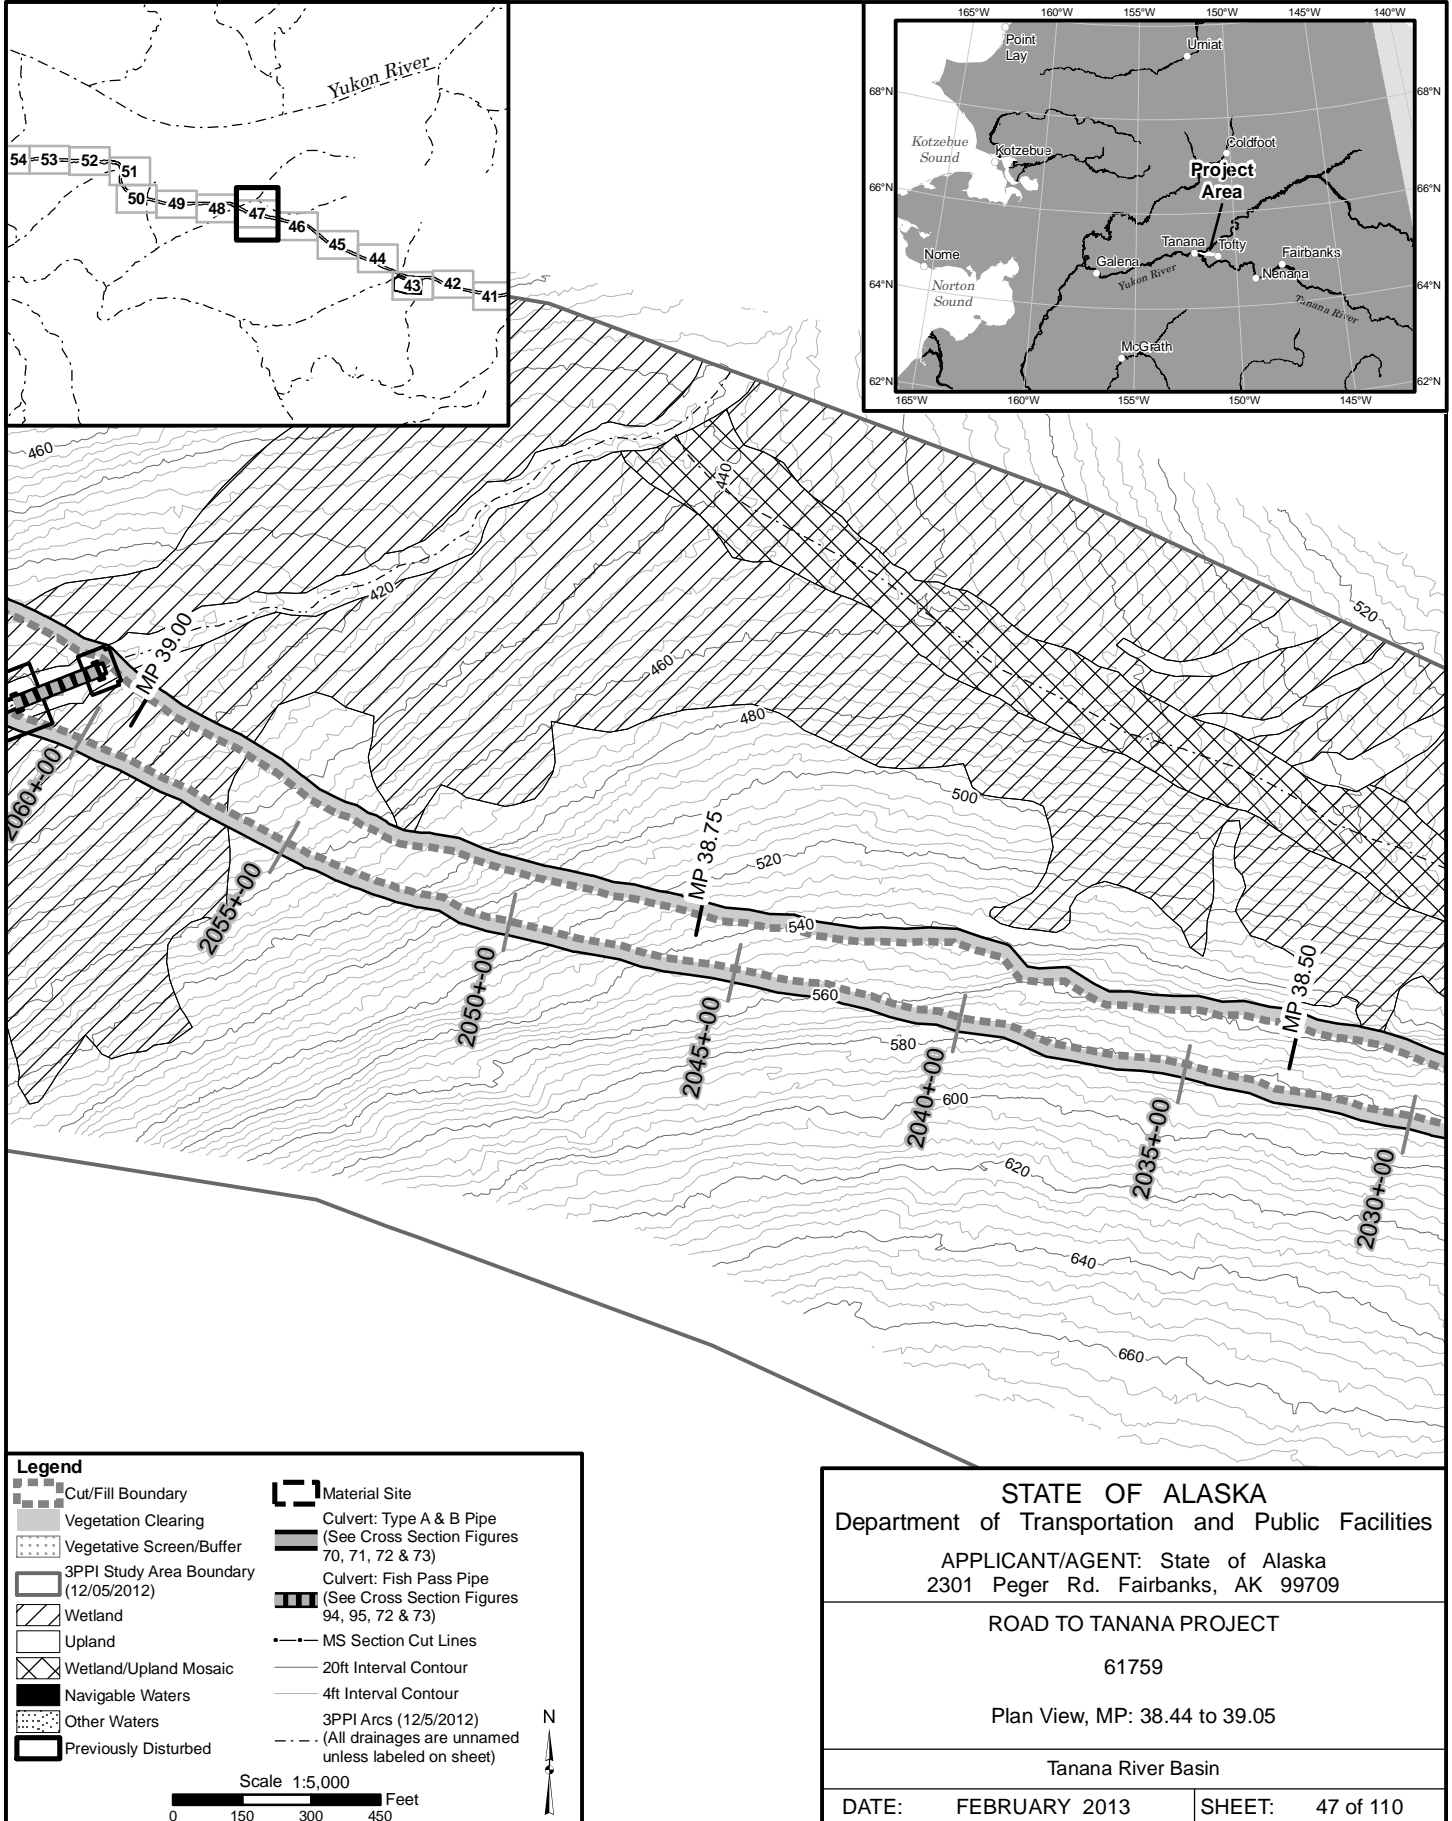 Yukon River
54
53
52
51
50
49
48
47
46
45
44
43
42
41
165°W
160°W
155°W
150°W
145°W
140°W
68°N
66°N
64°N
62°N
68°N
66°N
64°N
62°N
165°W
160°W
155°W
150°W
145°W
Point
Lay
Umiat
Kotzebue
Sound
Kotzebue
Coldfoot
Project
Area
Nome
Norton
Sound
Galena
Tanana
Tofty
Fairbanks
Nenana
Yukon River
Tanana River
McGrath
460
440
420
520
460
480
500
520
540
560
580
600
620
640
660
MP 39.00
MP 38.75
MP 38.50
2060+00
2055+00
2050+00
2045+00
2040+00
2035+00
2030+00
Legend
Cut/Fill Boundary
Vegetation Clearing
Vegetative Screen/Buffer
3PPI Study Area Boundary
(12/05/2012)
Wetland
Upland
Wetland/Upland Mosaic
Navigable Waters
Other Waters
Previously Disturbed
Material Site
Culvert: Type A & B Pipe
(See Cross Section Figures
70, 71, 72 & 73)
Culvert: Fish Pass Pipe
(See Cross Section Figures
94, 95, 72 & 73)
MS Section Cut Lines
20ft Interval Contour
4ft Interval Contour
3PPI Arcs (12/5/2012)
(All drainages are unnamed
unless labeled on sheet)
N
Scale 1:5,000
Feet
0 150 300 450
STATE OF ALASKA
Department of Transportation and Public Facilities
APPLICANT/AGENT: State of Alaska
2301 Peger Rd. Fairbanks, AK 99709
ROAD TO TANANA PROJECT
61759
Plan View, MP: 38.44 to 39.05
Tanana River Basin
DATE: FEBRUARY 2013 SHEET: 47 of 110